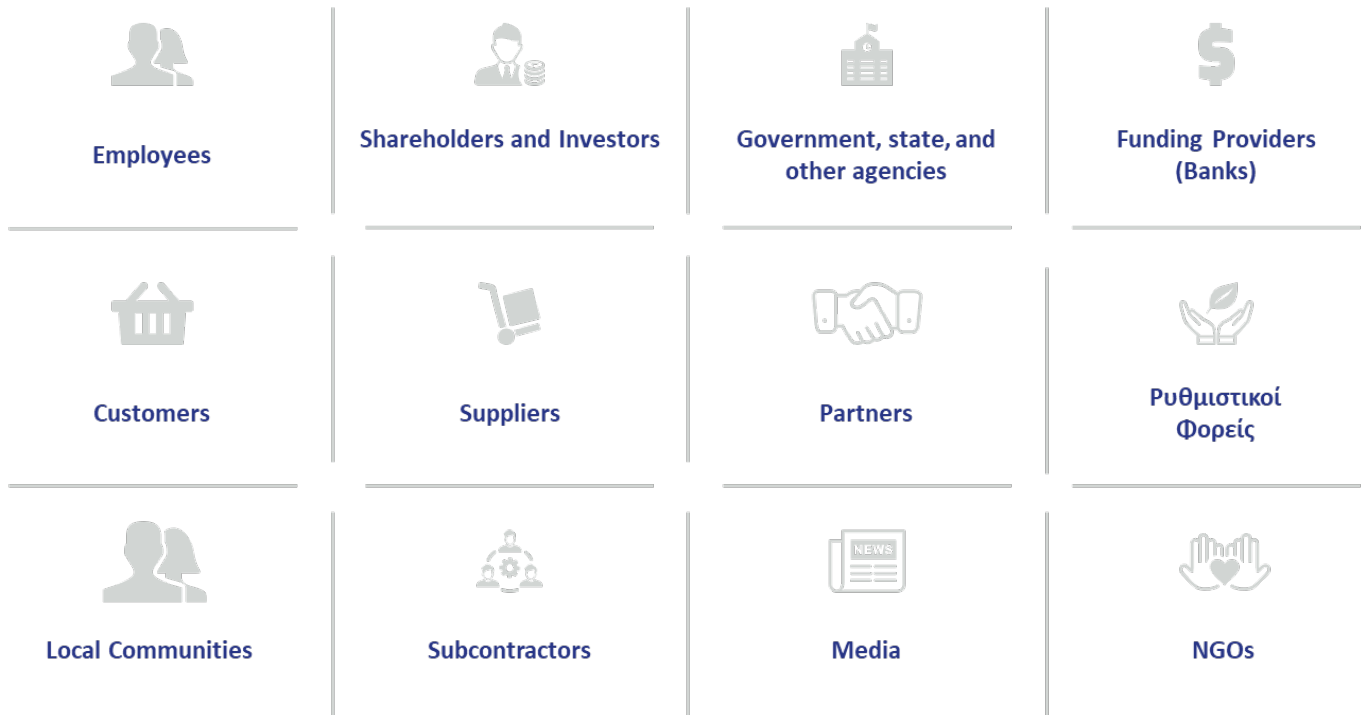 Employees
Shareholders and Investors
Government, state, and
other agencies
Funding Providers
(Banks)
Customers
Suppliers
Partners
Ρυθμιστικοί
Φορείς
NEWS
Local Communities
Subcontractors
Media
NGOs